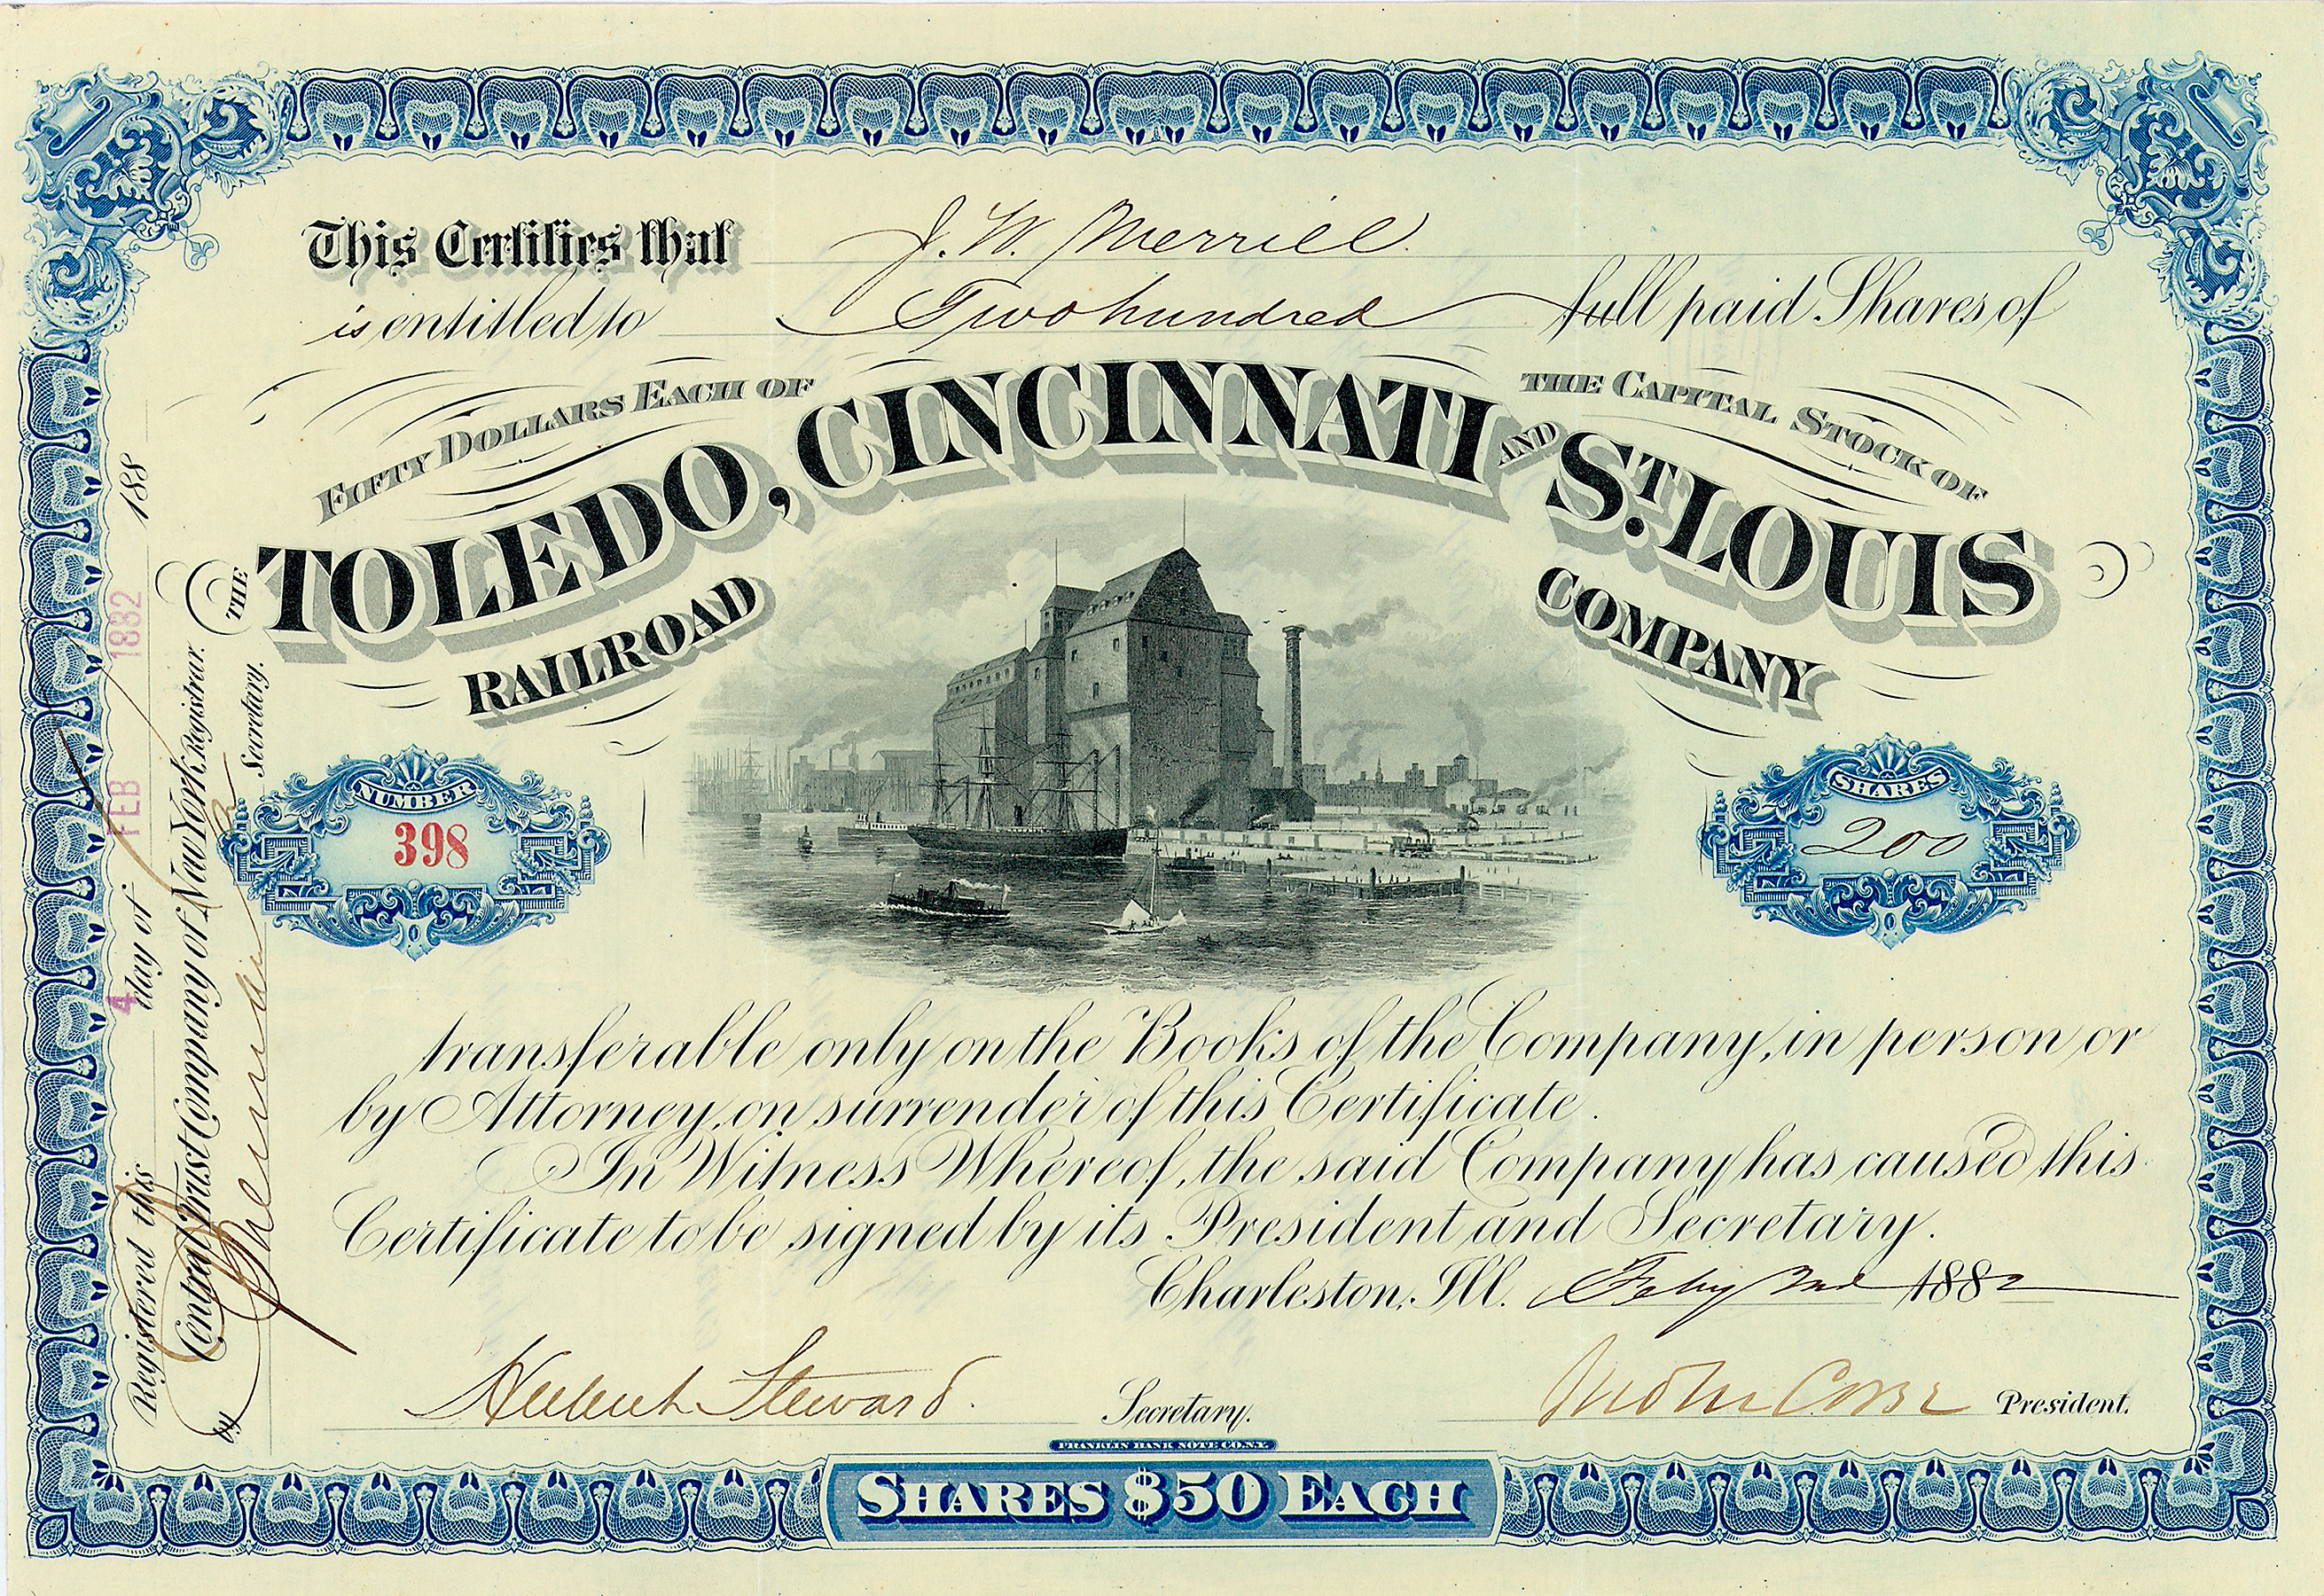 This Certifies that J. W. Merrill
is entitled to Two hundred full paid Shares of
FIFTY DOLLARS EACH OF THE CAPITAL STOCK OF
THE TOLEDO, CINCINNATI AND ST. LOUIS
RAILROAD COMPANY
NUMBER
398
SHARES
200
transferable only on the Books of the Company, in person or
by Attorney, on surrender of this Certificate.
In Witness Whereof, the said Company has caused this
Certificate to be signed by its President and Secretary.
Charleston, Ill. Feby 2nd 1882
Herbert Steward. Secretary.
President.
FRANKLIN BANK NOTE CO. N.Y.
SHARES $50 EACH
Registered this 4 day of FEB 1882 188
Central Trust Company of New York Registrar.
by Secretary.